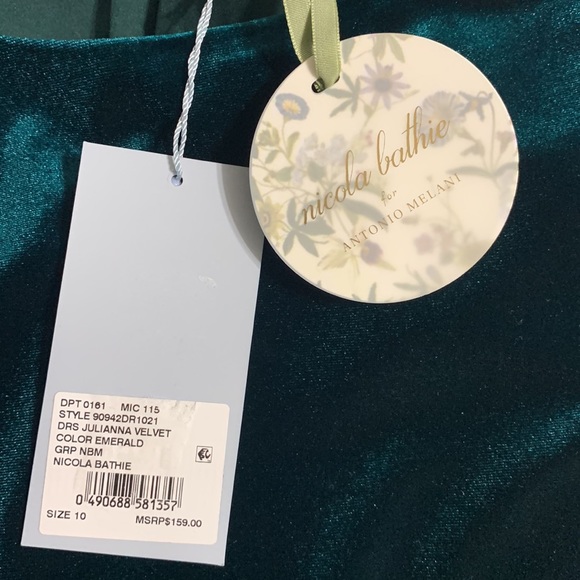 nicola bathie
for
ANTONIO MELANI
DPT 0161 MIC 115
STYLE 90942DR1021
DRS JULIANNA VELVET
COLOR EMERALD
GRP NBM
NICOLA BATHIE
0 490688 581357
SIZE 10 MSRP$159.00